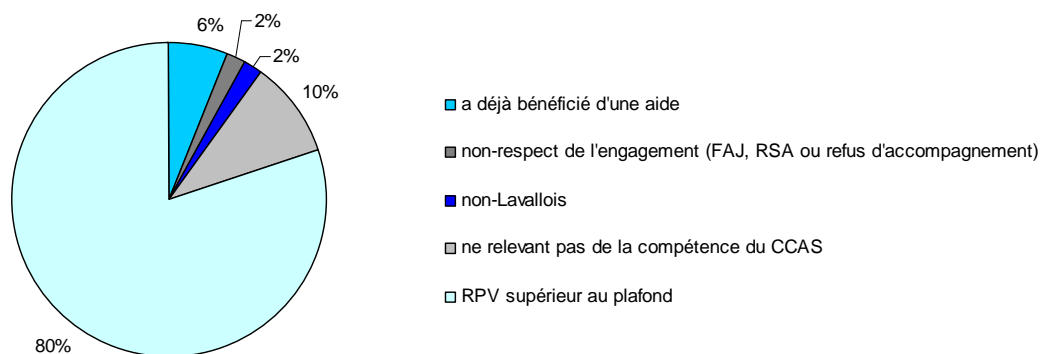 6%
2%
2%
10%
80%
a déjà bénéficié d'une aide
non-respect de l'engagement (FAJ, RSA ou refus d'accompagnement)
non-Lavallois
ne relevant pas de la compétence du CCAS
RPV supérieur au plafond